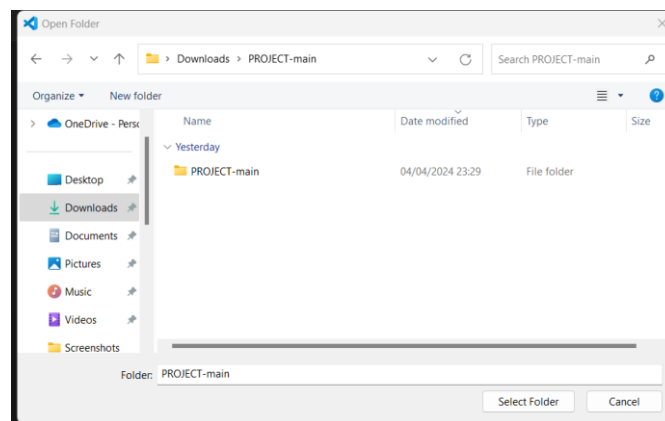 Open Folder
Downloads > PROJECT-main
Search PROJECT-main
Organize
New folder
OneDrive - Perso
Name
Date modified
Type
Size
Yesterday
PROJECT-main
04/04/2024 23:29
File folder
Desktop
Downloads
Documents
Pictures
Music
Videos
Screenshots
Folder: PROJECT-main
Select Folder
Cancel